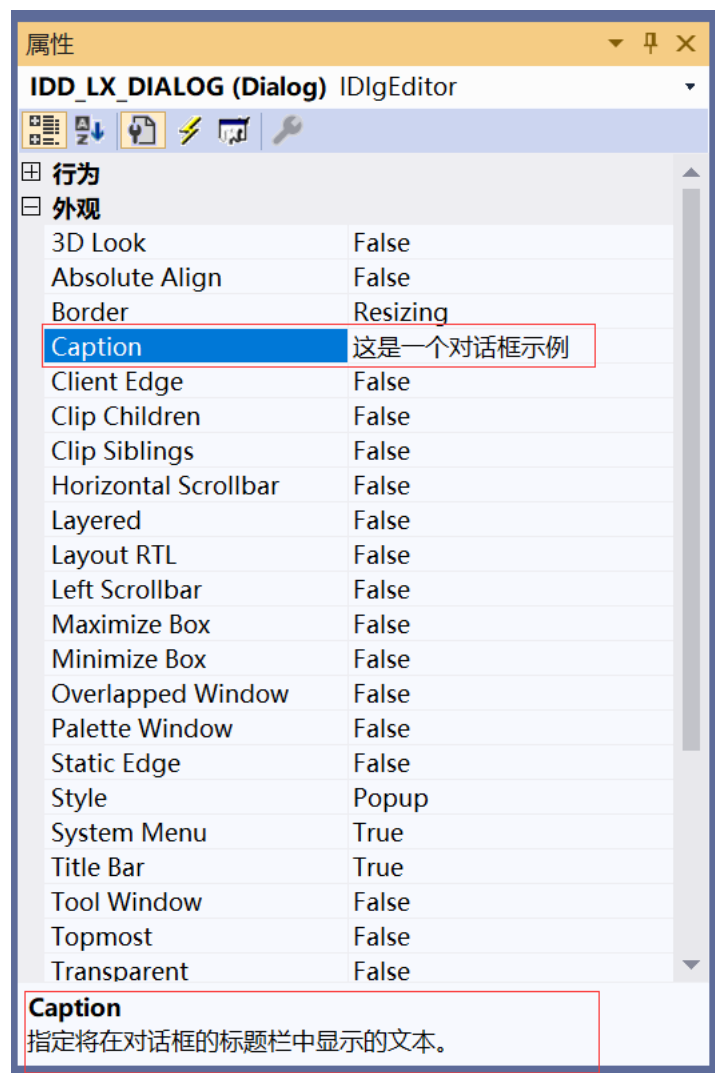 属性
IDD_LX_DIALOG (Dialog) IDlgEditor
行为
外观
3D Look False
Absolute Align False
Border Resizing
Caption 这是一个对话框示例
Client Edge False
Clip Children False
Clip Siblings False
Horizontal Scrollbar False
Layered False
Layout RTL False
Left Scrollbar False
Maximize Box False
Minimize Box False
Overlapped Window False
Palette Window False
Static Edge False
Style Popup
System Menu True
Title Bar True
Tool Window False
Topmost False
Transparent False
Caption
指定将在对话框的标题栏中显示的文本。